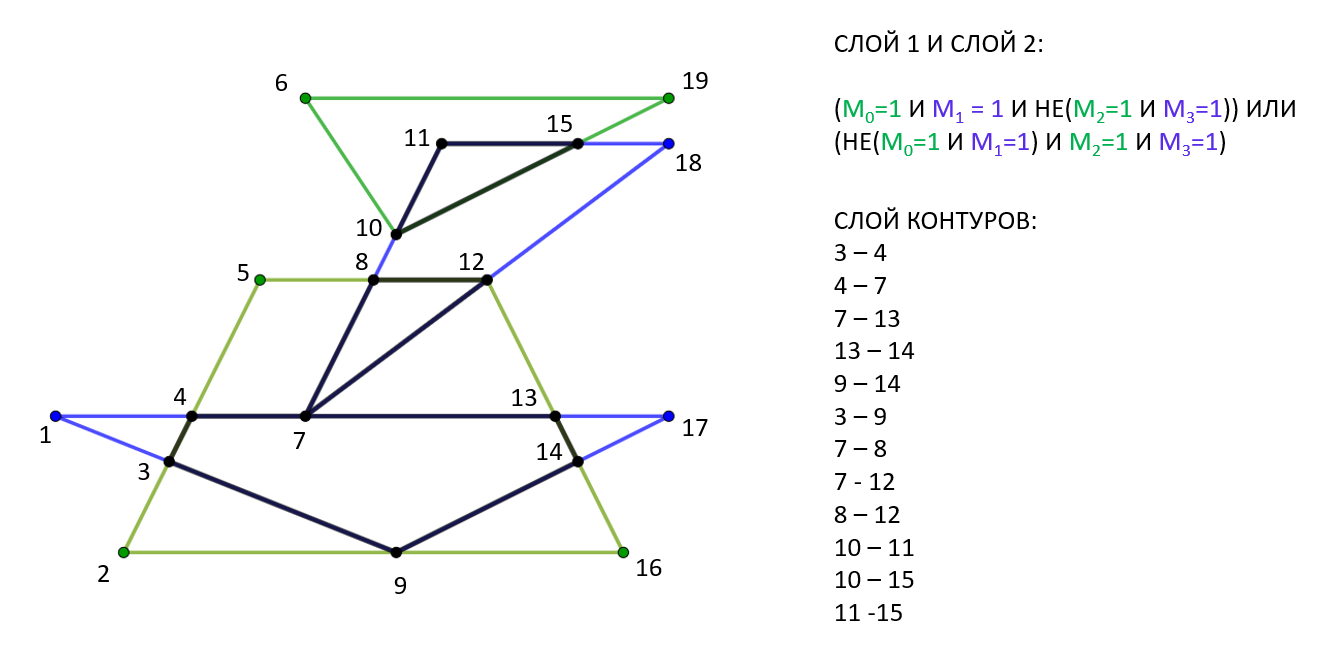 6
19
11
15
18
10
8
12
5
4
13
1
7
17
3
14
2
9
16
СЛОЙ 1 И СЛОЙ 2:
(M₀=1 И M₁ = 1 И НЕ(M₂=1 И M₃=1)) ИЛИ
(НЕ(M₀=1 И M₁=1) И M₂=1 И M₃=1)
СЛОЙ КОНТУРОВ:
3 – 4
4 – 7
7 – 13
13 – 14
9 – 14
3 – 9
7 – 8
7 - 12
8 – 12
10 – 11
10 – 15
11 -15